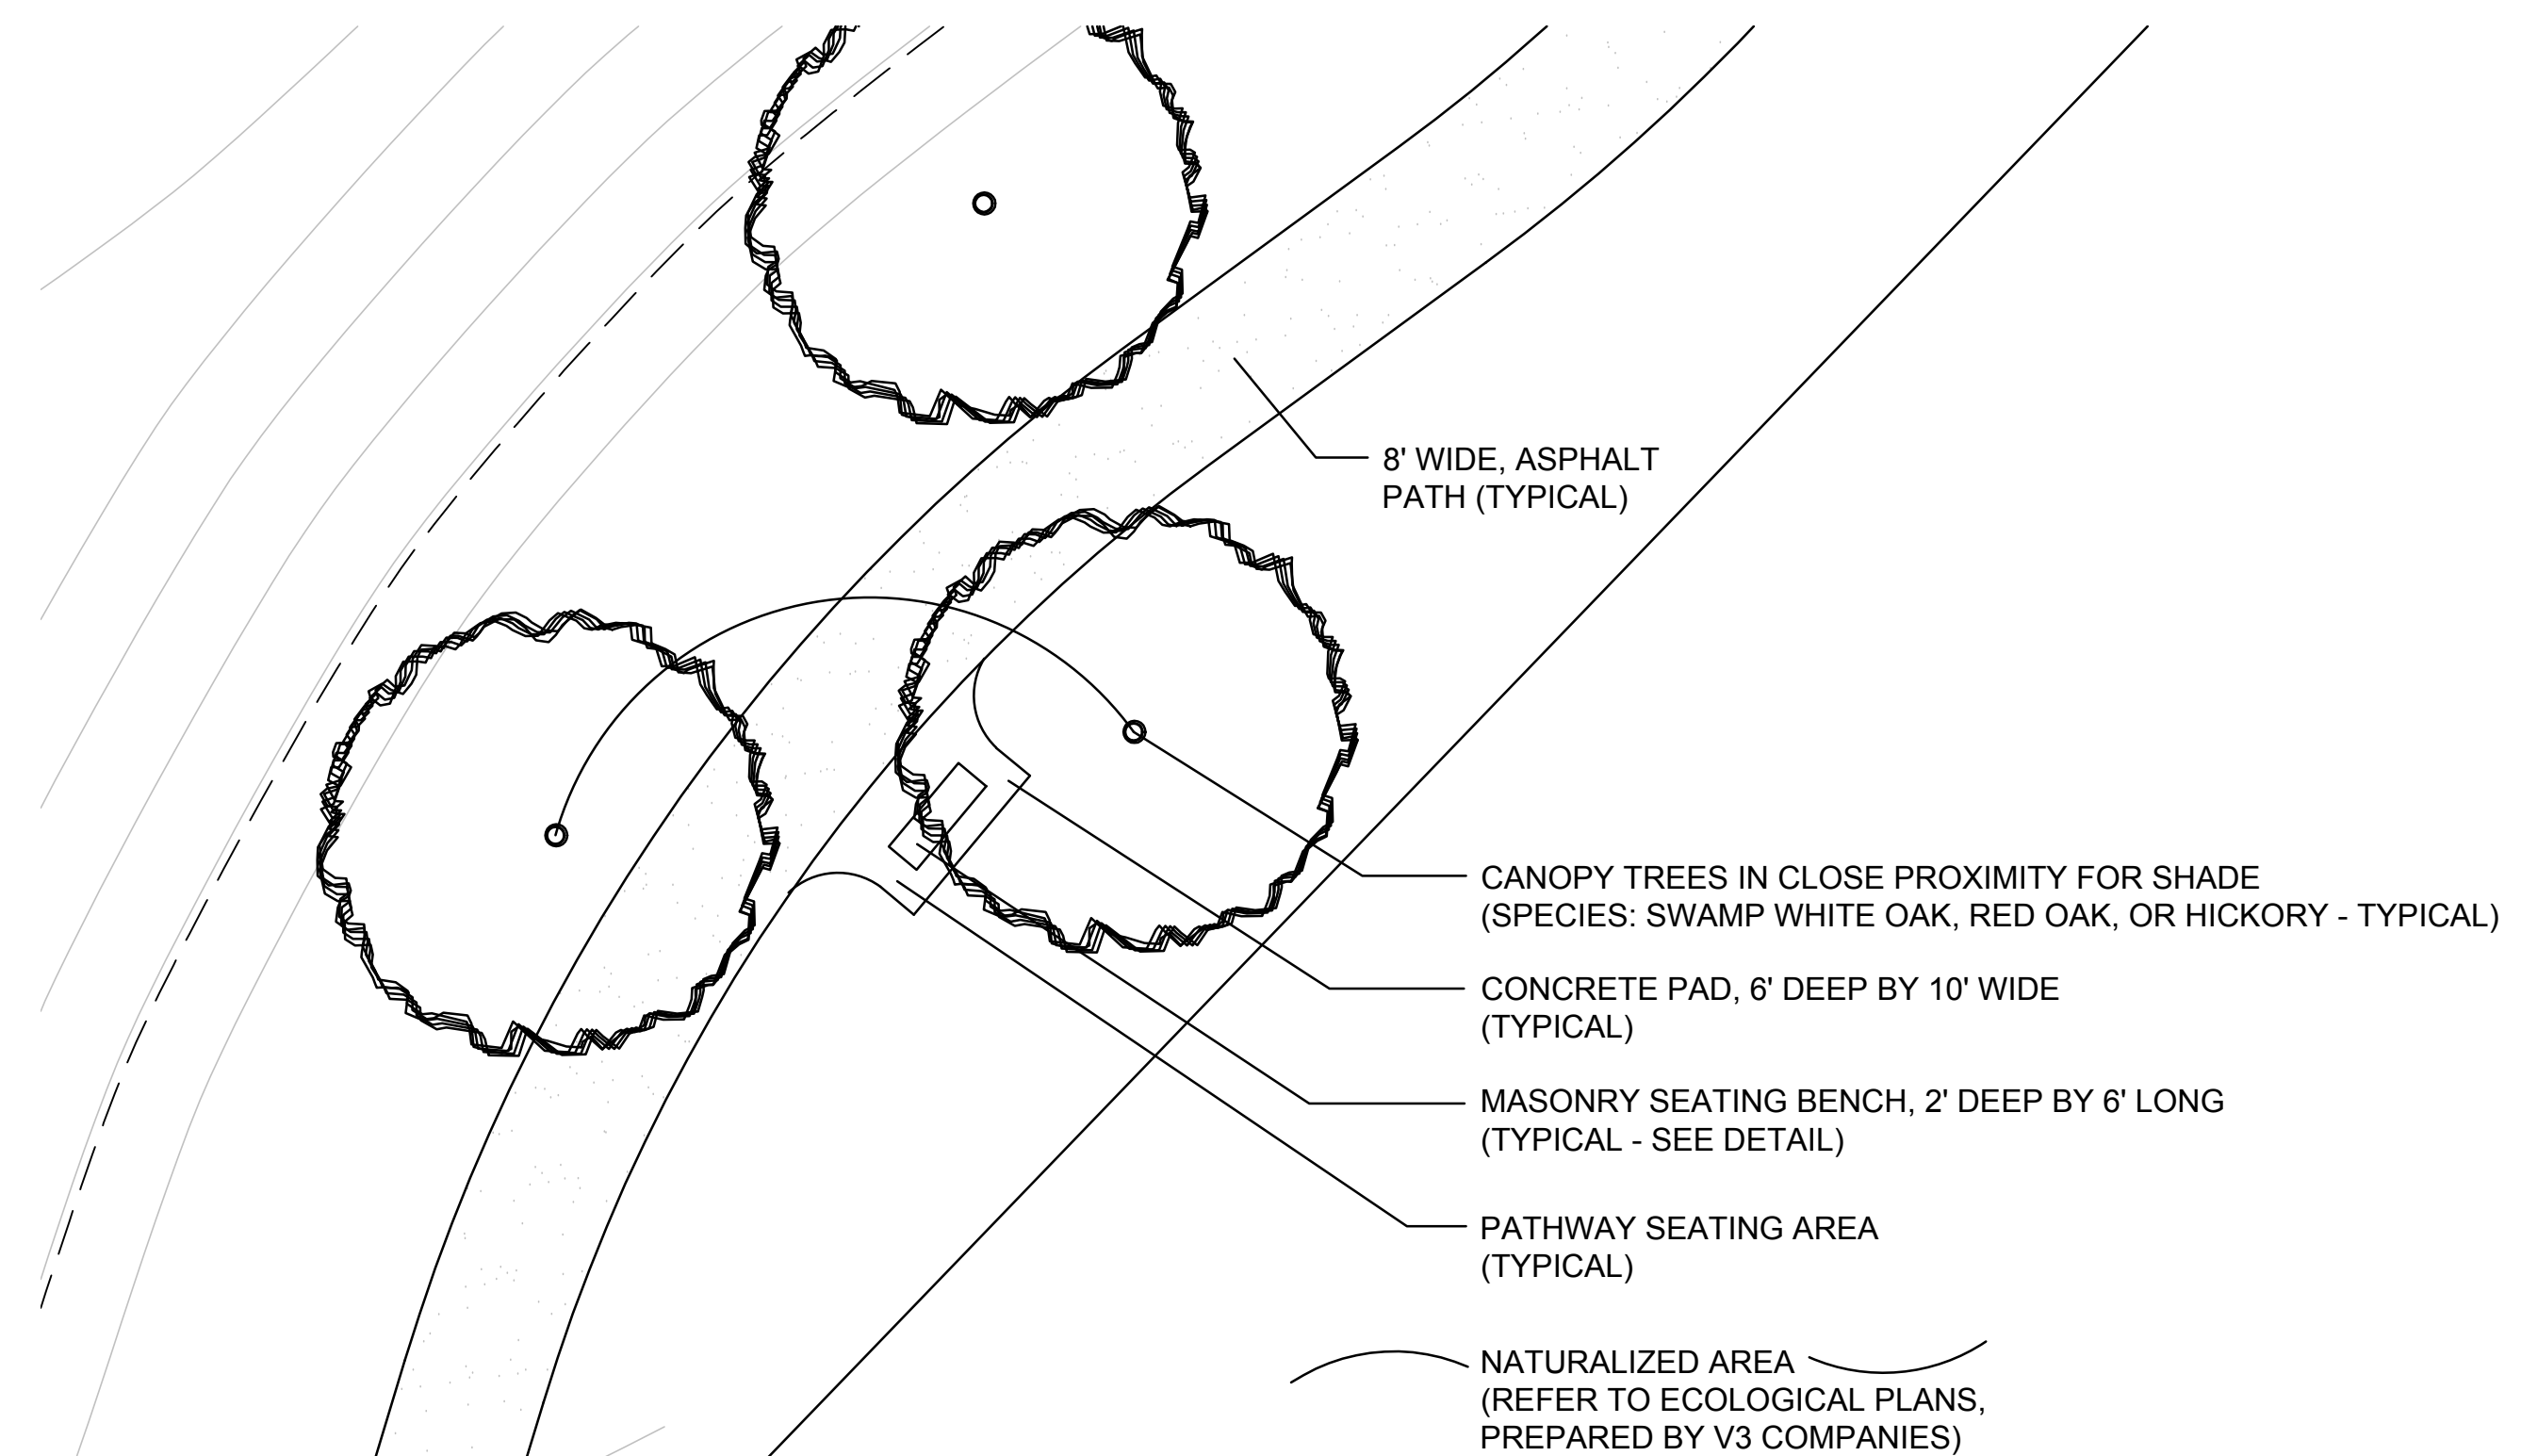 8' WIDE, ASPHALT
PATH (TYPICAL)
CANOPY TREES IN CLOSE PROXIMITY FOR SHADE
(SPECIES: SWAMP WHITE OAK, RED OAK, OR HICKORY - TYPICAL)
CONCRETE PAD, 6' DEEP BY 10' WIDE
(TYPICAL)
MASONRY SEATING BENCH, 2' DEEP BY 6' LONG
(TYPICAL - SEE DETAIL)
PATHWAY SEATING AREA
(TYPICAL)
NATURALIZED AREA
(REFER TO ECOLOGICAL PLANS,
PREPARED BY V3 COMPANIES)